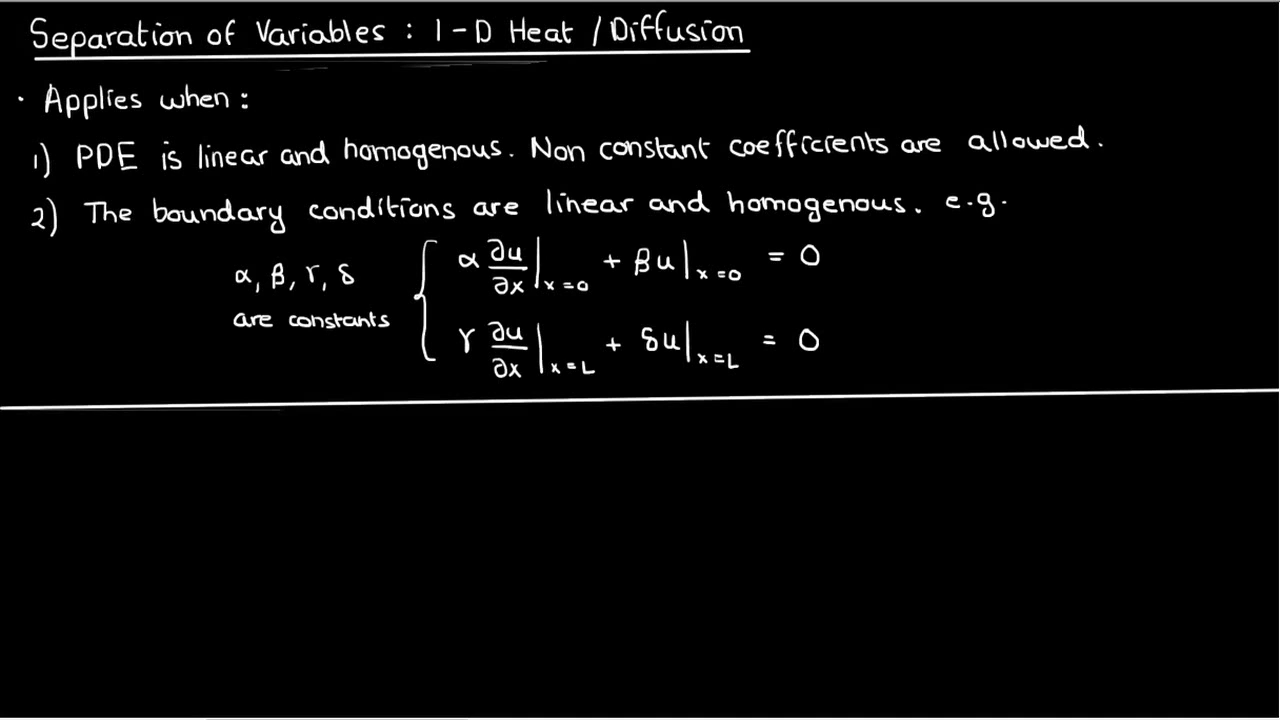 Separation of Variables : 1-D Heat / Diffusion
· Applies when :
1) PDE is linear and homogenous. Non constant coefficients are allowed.
2) The boundary conditions are linear and homogenous. e.g.
α ∂u/∂x|x=0 + βu|x=0 = 0
α, β, γ, δ
are constants
γ ∂u/∂x|x=L + δu|x=L = 0